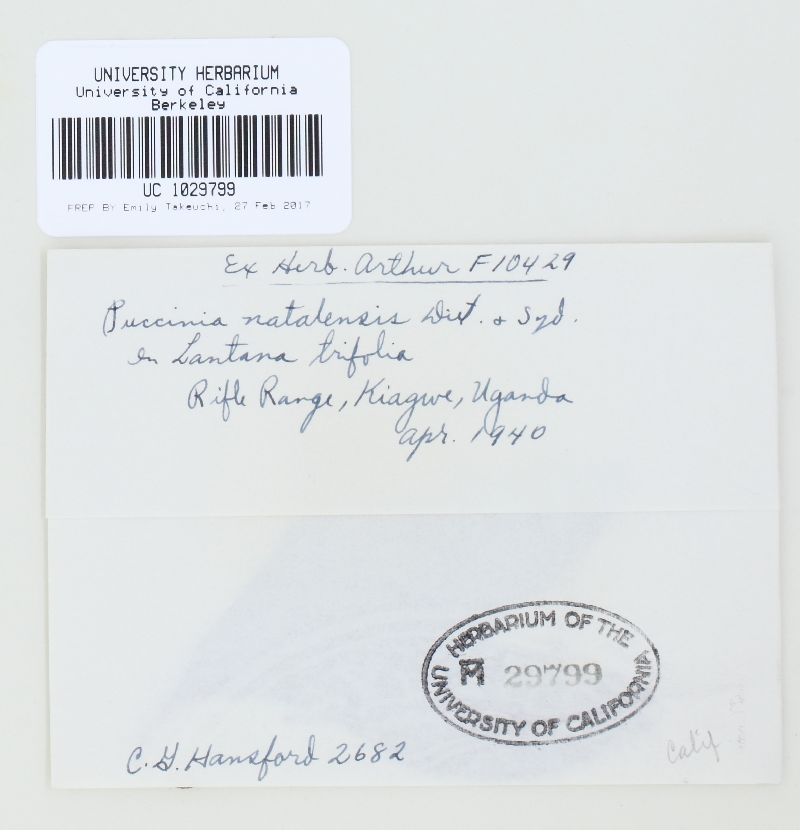 UNIVERSITY HERBARIUM
University of California
Berkeley
UC 1029799
PREP BY Emily Takeuchi, 27 Feb 2017
Ex Herb. Arthur F10429
Puccinia natalensis Diet. & Syd.
on Lantana trifolia
Rifle Range, Kiagwe, Uganda
Apr. 1940
HERBARIUM OF THE
M 29799
UNIVERSITY OF CALIFORNIA
C. G. Hansford 2682
Calif